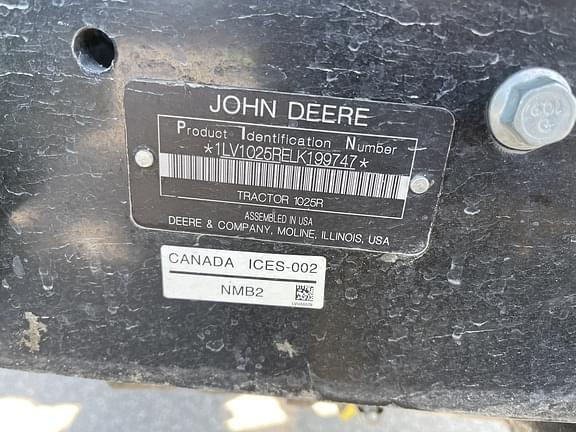 JOHN DEERE
Product Identification Number
*1LV1025RELK199747*
TRACTOR 1025R
ASSEMBLED IN USA
DEERE & COMPANY, MOLINE, ILLINOIS, USA
CANADA ICES-002
NMB2